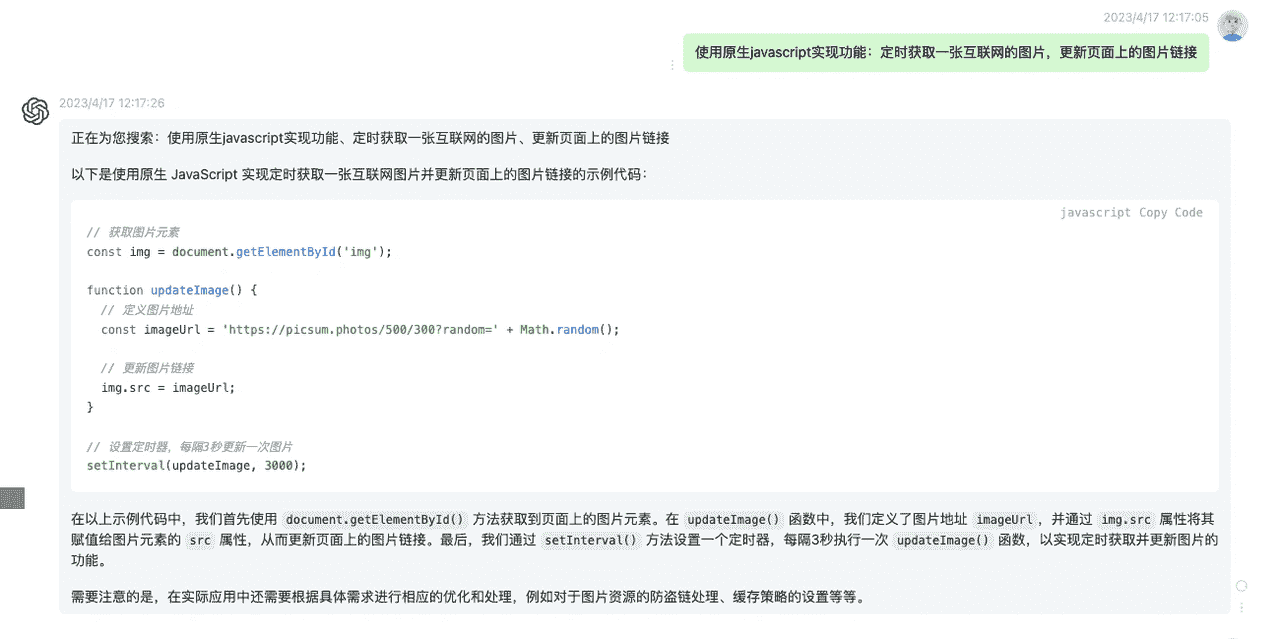 2023/4/17 12:17:05
使用原生javascript实现功能：定时获取一张互联网的图片，更新页面上的图片链接
2023/4/17 12:17:26
正在为您搜索：使用原生javascript实现功能、定时获取一张互联网的图片、更新页面上的图片链接
以下是使用原生 JavaScript 实现定时获取一张互联网图片并更新页面上的图片链接的示例代码：
javascript Copy Code
// 获取图片元素
const img = document.getElementById('img');
function updateImage() {
// 定义图片地址
const imageUrl = 'https://picsum.photos/500/300?random=' + Math.random();
// 更新图片链接
img.src = imageUrl;
}
// 设置定时器，每隔3秒更新一次图片
setInterval(updateImage, 3000);
在以上示例代码中，我们首先使用 document.getElementById() 方法获取到页面上的图片元素。在 updateImage() 函数中，我们定义了图片地址 imageUrl ，并通过 img.src 属性将其
赋值给图片元素的 src 属性，从而更新页面上的图片链接。最后，我们通过 setInterval() 方法设置一个定时器，每隔3秒执行一次 updateImage() 函数，以实现定时获取并更新图片的
功能。
需要注意的是，在实际应用中还需要根据具体需求进行相应的优化和处理，例如对于图片资源的防盗链处理、缓存策略的设置等等。